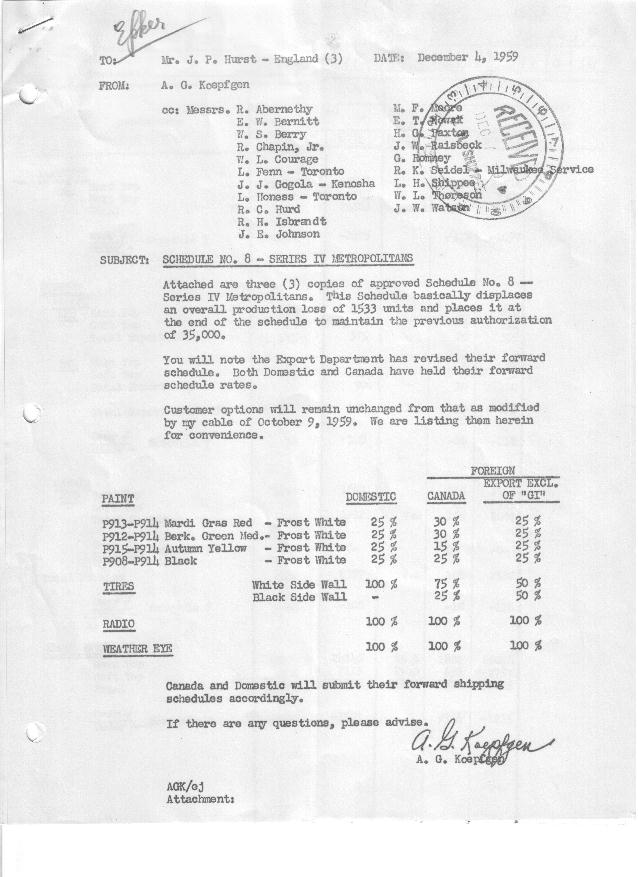 Efker
TO: Mr. J. P. Hurst - England (3) DATE: December 4, 1959
FROM: A. G. Koepfgen
cc: Messrs. R. Abernethy M. F. Moore
E. W. Bernitt E. T. Nowak
W. S. Berry H. G. Paxton
R. Chapin, Jr. J. W. Raisbeck
W. L. Courage G. Romney
L. Fenn - Toronto R. K. Seidel - Milwaukee Service
J. J. Gogola - Kenosha L. H. Shippee
L. Honess - Toronto W. L. Thoreson
R. C. Hurd J. W. Watson
R. H. Isbrandt
J. E. Johnson
RECEIVED
DEC
SUBJECT: SCHEDULE NO. 8 - SERIES IV METROPOLITANS
Attached are three (3) copies of approved Schedule No. 8 --
Series IV Metropolitans. This Schedule basically displaces
an overall production loss of 1533 units and places it at
the end of the schedule to maintain the previous authorization
of 35,000.
You will note the Export Department has revised their forward
schedule. Both Domestic and Canada have held their forward
schedule rates.
Customer options will remain unchanged from that as modified
by my cable of October 9, 1959. We are listing them herein
for convenience.
FOREIGN
EXPORT EXCL.
PAINT DOMESTIC CANADA OF "GI"
P913-P914 Mardi Gras Red - Frost White 25 % 30 % 25 %
P912-P914 Berk. Green Med.- Frost White 25 % 30 % 25 %
P915-P914 Autumn Yellow - Frost White 25 % 15 % 25 %
P908-P914 Black - Frost White 25 % 25 % 25 %
TIRES White Side Wall 100 % 75 % 50 %
Black Side Wall - 25 % 50 %
RADIO 100 % 100 % 100 %
WEATHER EYE 100 % 100 % 100 %
Canada and Domestic will submit their forward shipping
schedules accordingly.
If there are any questions, please advise.
A. G. Koepfgen
A. G. Koepfgen
AGK/cj
Attachment: